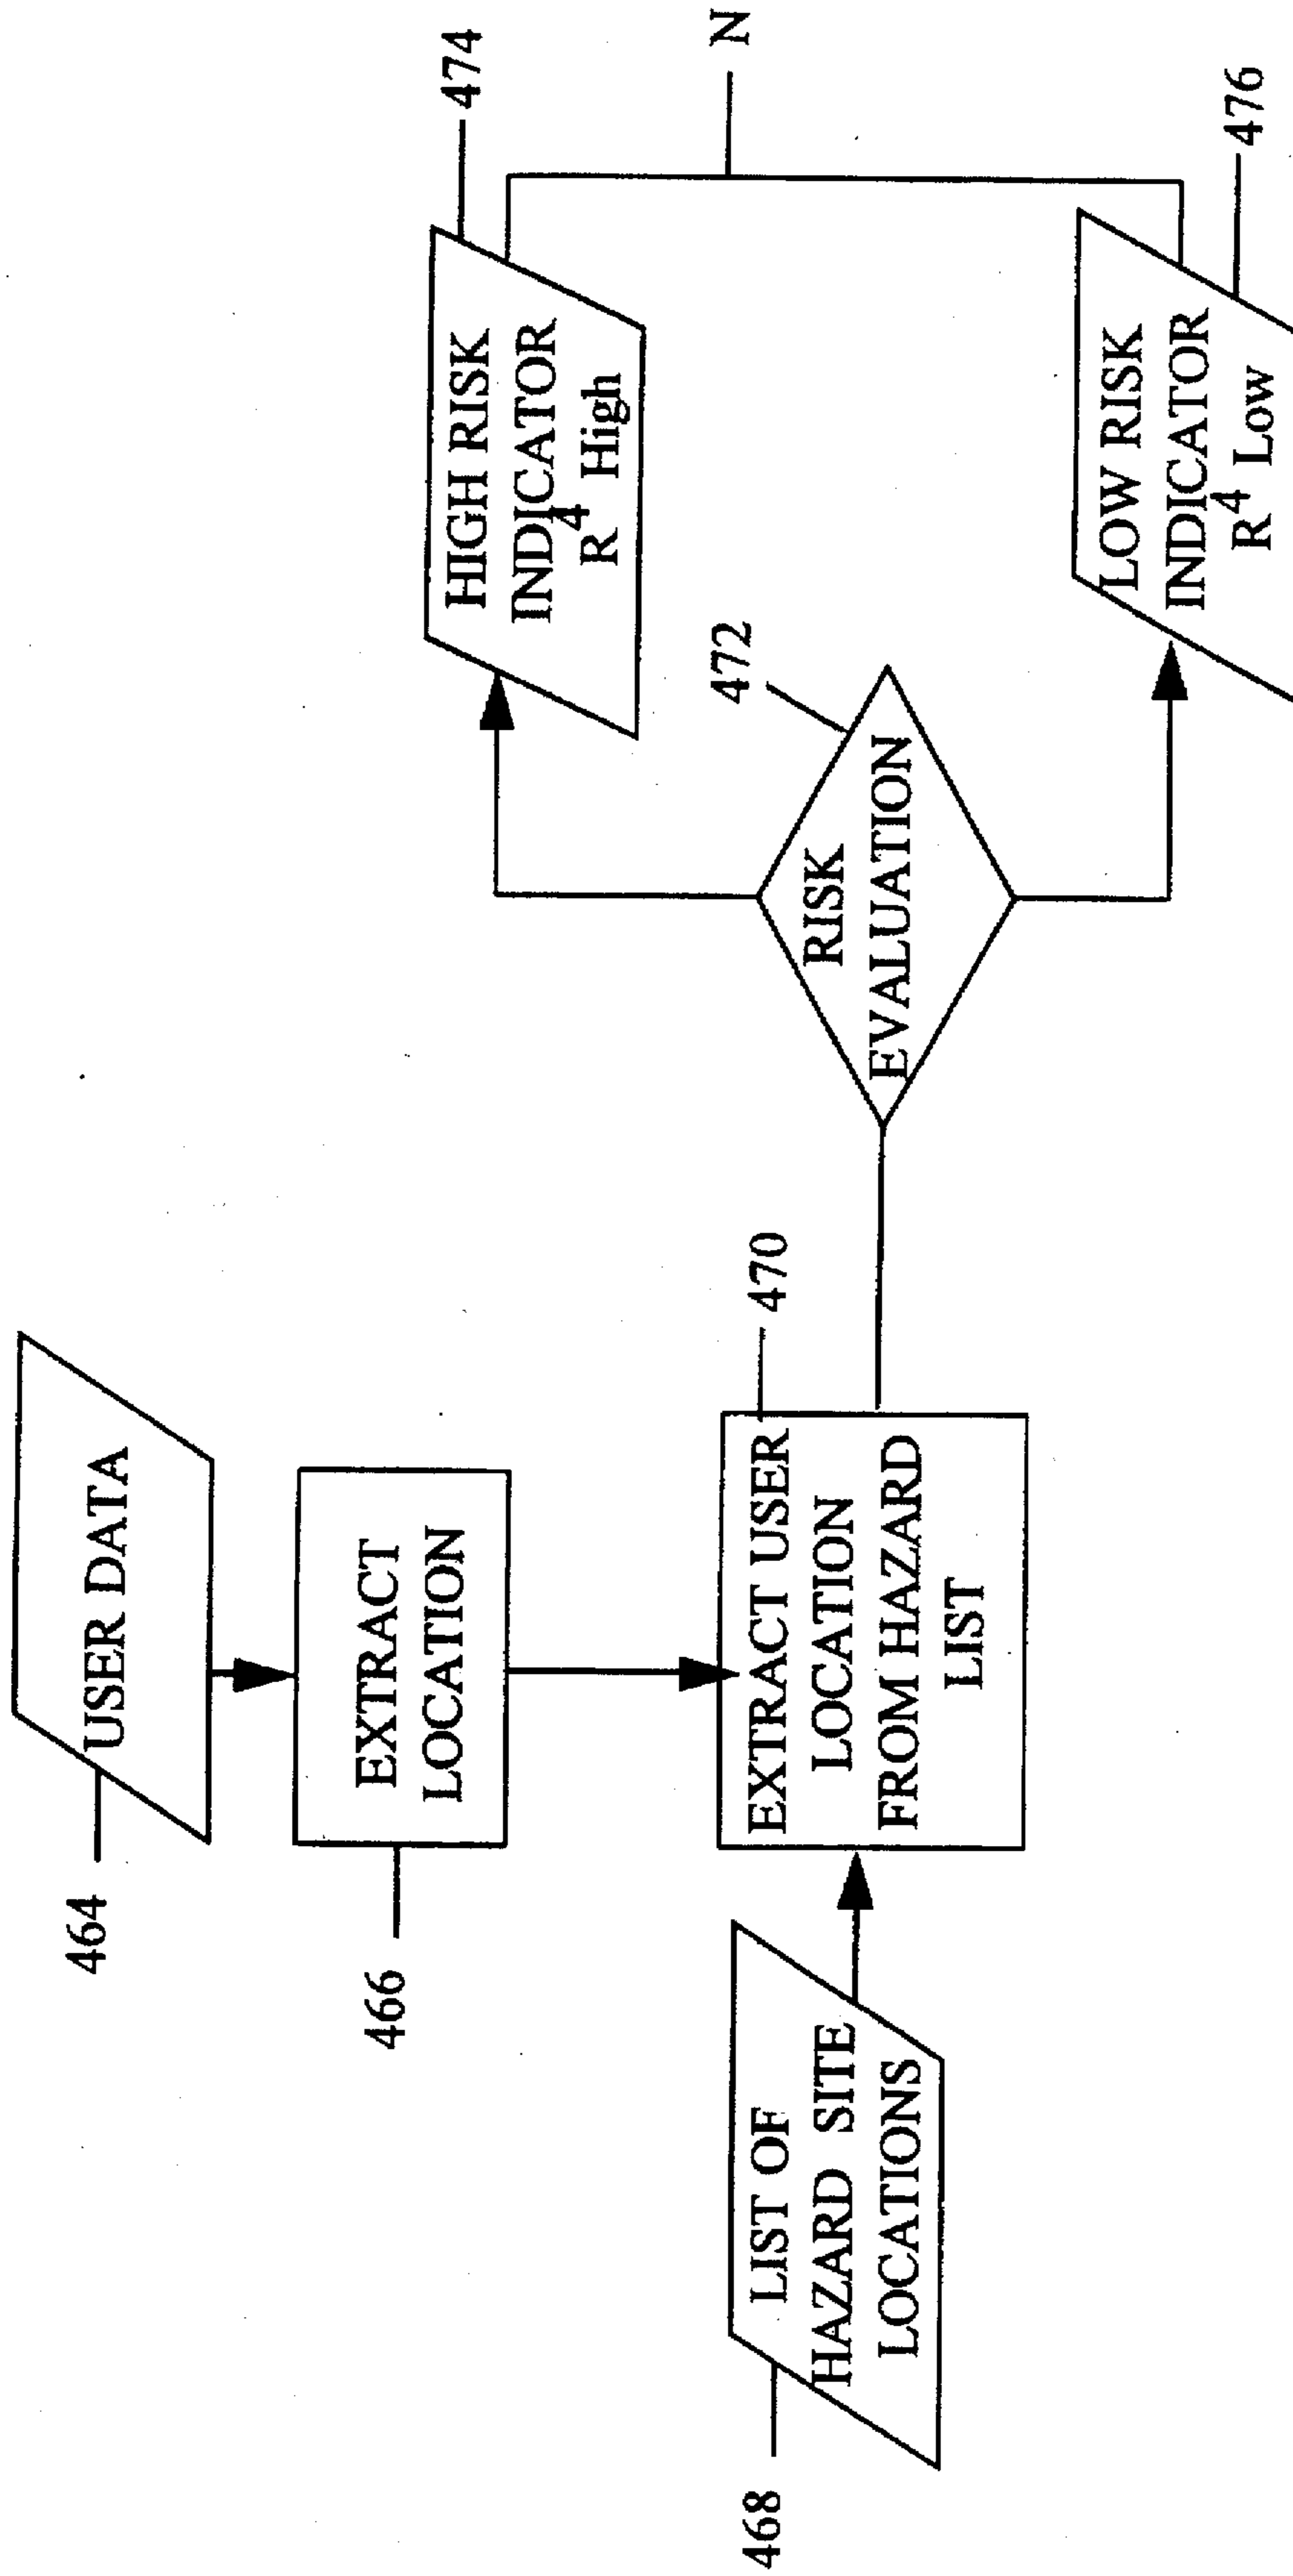 464
USER DATA
466
EXTRACT
LOCATION
468
LIST OF
HAZARD SITE
LOCATIONS
470
EXTRACT USER
LOCATION
FROM HAZARD
LIST
472
RISK
EVALUATION
474
HIGH RISK
INDICATOR
R⁴ High
N
476
LOW RISK
INDICATOR
R⁴ Low